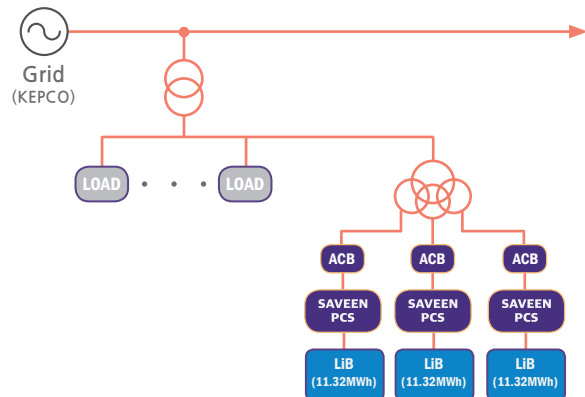 Grid
(KEPCO)
LOAD
LOAD
ACB
ACB
ACB
SAVEEN
PCS
SAVEEN
PCS
SAVEEN
PCS
LiB
(11.32MWh)
LiB
(11.32MWh)
LiB
(11.32MWh)